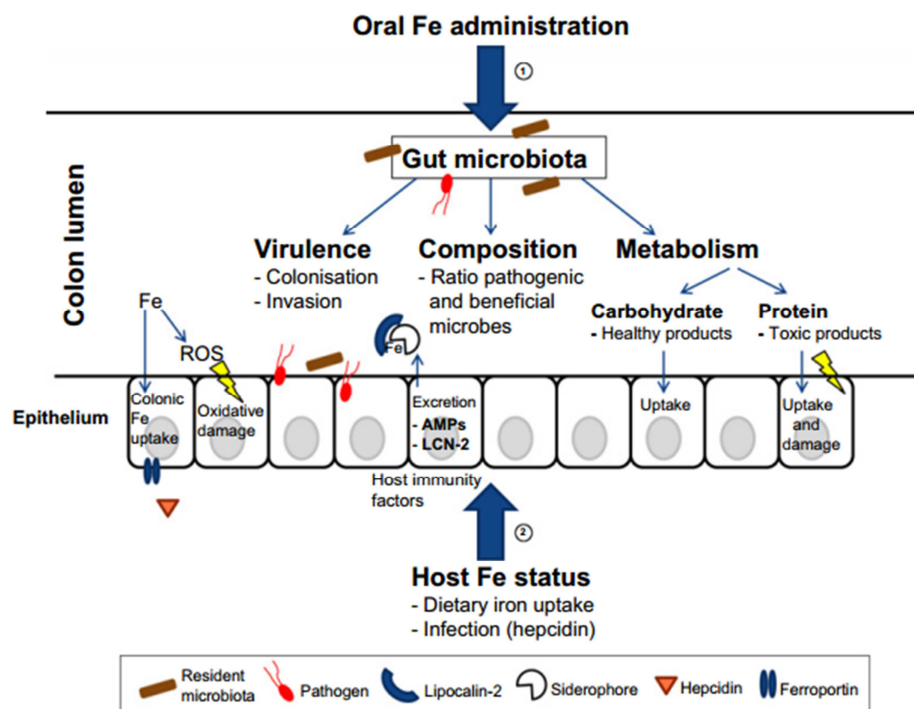 Oral Fe administration
①
Colon lumen
Gut microbiota
Virulence
- Colonisation
- Invasion
Composition
- Ratio pathogenic
and beneficial
microbes
Metabolism
Carbohydrate
- Healthy products
Protein
- Toxic products
Fe
ROS
Fe
Epithelium
Colonic
Fe
uptake
Oxidative
damage
Excretion
- AMPs
- LCN-2
Uptake
Uptake
and
damage
Host immunity
factors
②
Host Fe status
- Dietary iron uptake
- Infection (hepcidin)
Resident
microbiota
Pathogen
Lipocalin-2
Siderophore
Hepcidin
Ferroportin